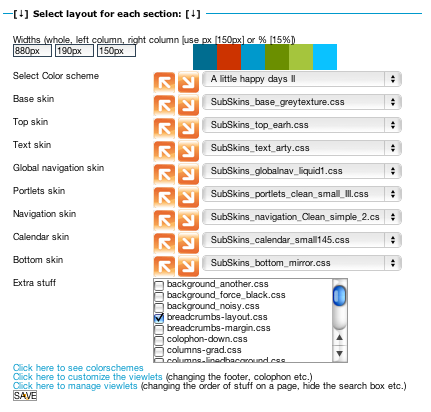 [↓] Select layout for each section: [↓]
Widths (whole, left column, right column [use px [150px] or % [15%])
880px 190px 150px
Select Color scheme A little happy days II
Base skin SubSkins_base_greytexture.css
Top skin SubSkins_top_earh.css
Text skin SubSkins_text_arty.css
Global navigation skin SubSkins_globalnav_liquid1.css
Portlets skin SubSkins_portlets_clean_small_III.css
Navigation skin SubSkins_navigation_Clean_simple_2.cs
Calendar skin SubSkins_calendar_small145.css
Bottom skin SubSkins_bottom_mirror.css
Extra stuff background_another.css
background_force_black.css
background_noisy.css
breadcrumbs-layout.css
breadcrumbs-margin.css
colophon-down.css
columns-grad.css
columns-linedbackground.css
Click here to see colorschemes
Click here to customize the viewlets (changing the footer, colophon etc.)
Click here to manage viewlets (changing the order of stuff on a page, hide the search box etc.)
SAVE